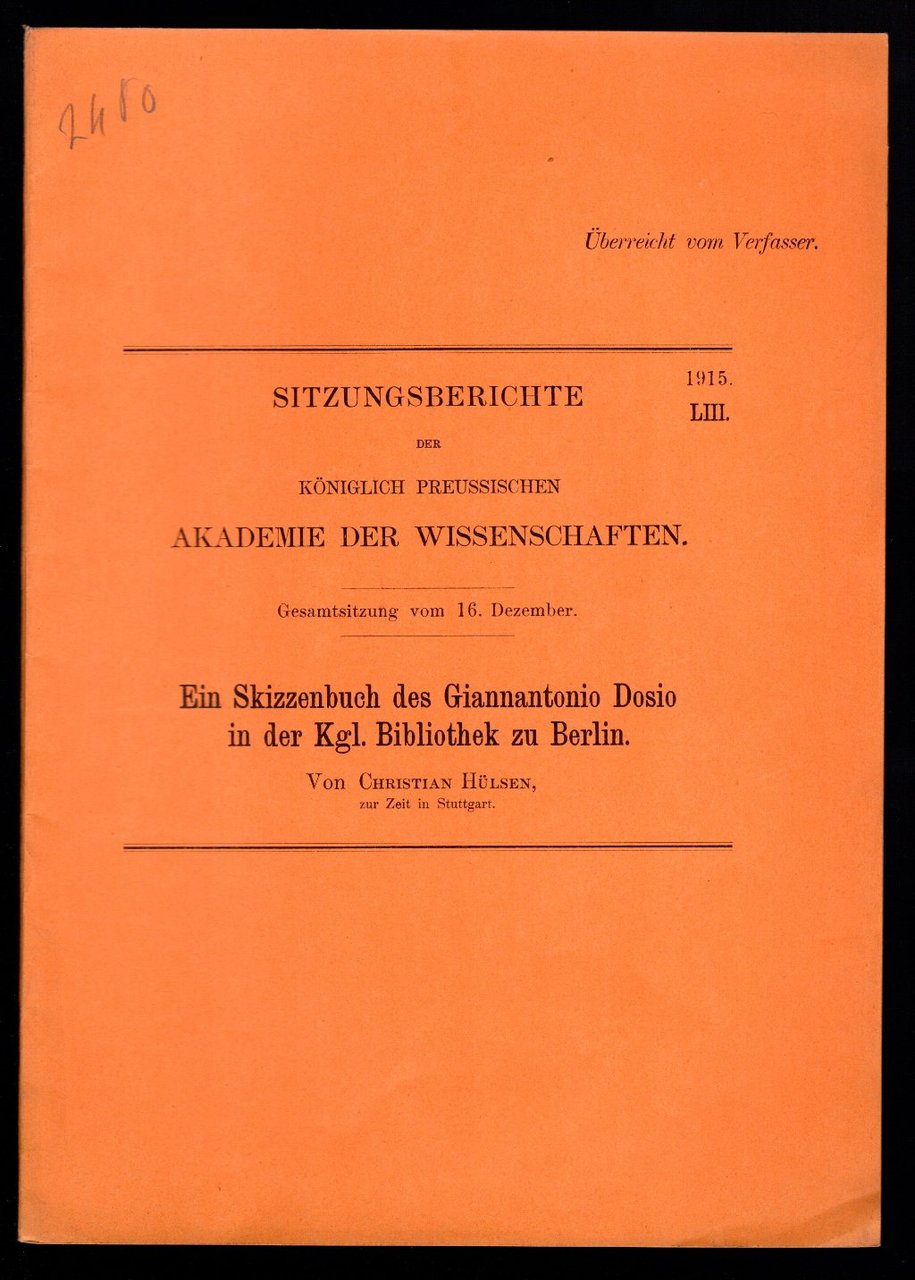 2480
Überreicht vom Verfasser.
1915.
LIII.
SITZUNGSBERICHTE
DER
KÖNIGLICH PREUSSISCHEN
AKADEMIE DER WISSENSCHAFTEN.
Gesamtsitzung vom 16. Dezember.
Ein Skizzenbuch des Giannantonio Dosio
in der Kgl. Bibliothek zu Berlin.
Von CHRISTIAN HÜLSEN,
zur Zeit in Stuttgart.